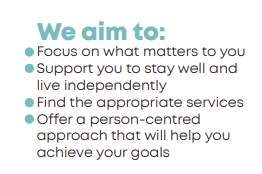 We aim to:
Focus on what matters to you
Support you to stay well and
live independently
Find the appropriate services
Offer a person-centred
approach that will help you
achieve your goals